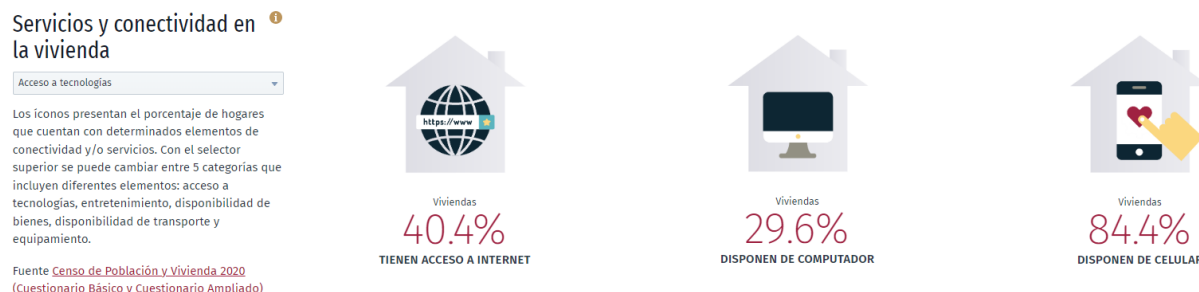 Servicios y conectividad en
la vivienda
Acceso a tecnologías
Los íconos presentan el porcentaje de hogares
que cuentan con determinados elementos de
conectividad y/o servicios. Con el selector
superior se puede cambiar entre 5 categorías que
incluyen diferentes elementos: acceso a
tecnologías, entretenimiento, disponibilidad de
bienes, disponibilidad de transporte y
equipamiento.
Fuente Censo de Población y Vivienda 2020
(Cuestionario Básico y Cuestionario Ampliado)
https://www
Viviendas
40.4%
TIENEN ACCESO A INTERNET
Viviendas
29.6%
DISPONEN DE COMPUTADOR
Viviendas
84.4%
DISPONEN DE CELULAR